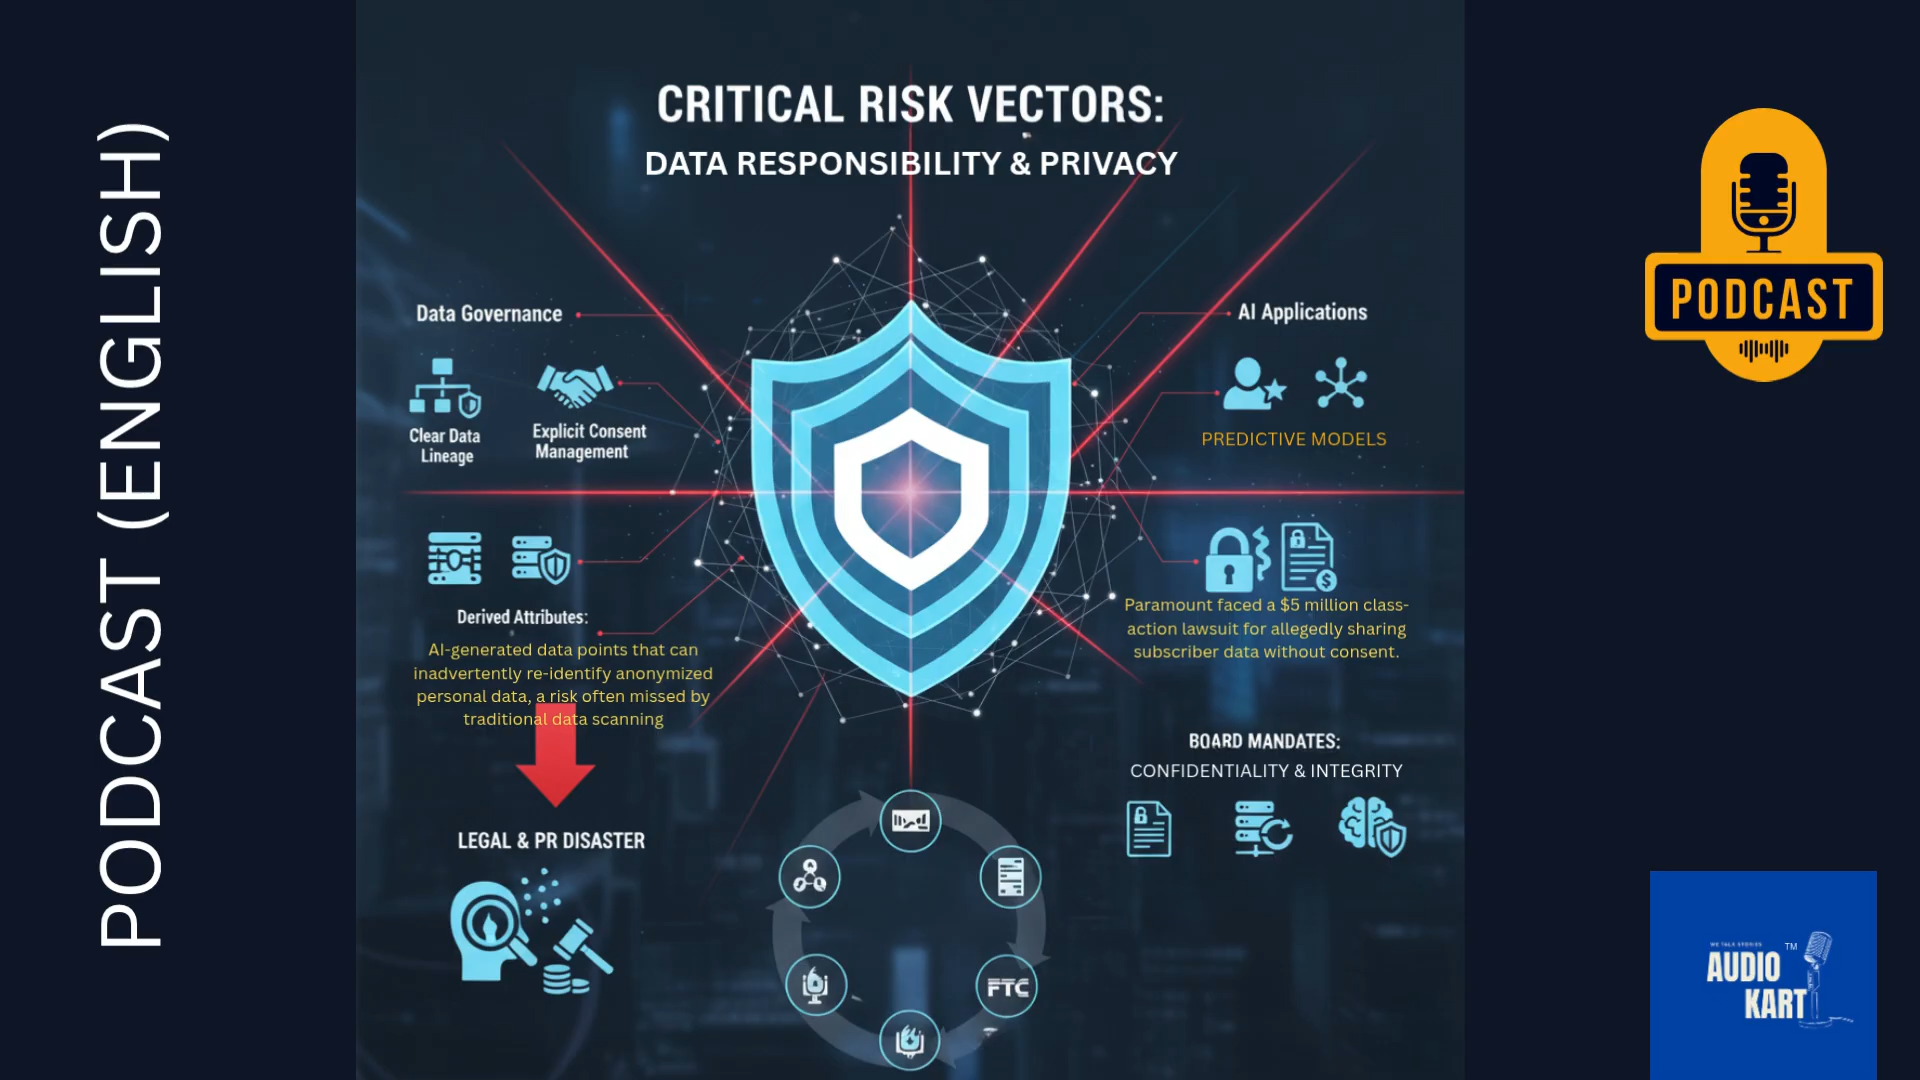 PODCAST (ENGLISH)
CRITICAL RISK VECTORS:
DATA RESPONSIBILITY & PRIVACY
Data Governance
Clear Data
Lineage
Explicit Consent
Management
Derived Attributes:
AI-generated data points that can
inadvertently re-identify anonymized
personal data, a risk often missed by
traditional data scanning
LEGAL & PR DISASTER
AI Applications
PREDICTIVE MODELS
Paramount faced a $5 million class-
action lawsuit for allegedly sharing
subscriber data without consent.
BOARD MANDATES:
CONFIDENTIALITY & INTEGRITY
FTC
PODCAST
WE TALK STORIES
TM
AUDIO
KART